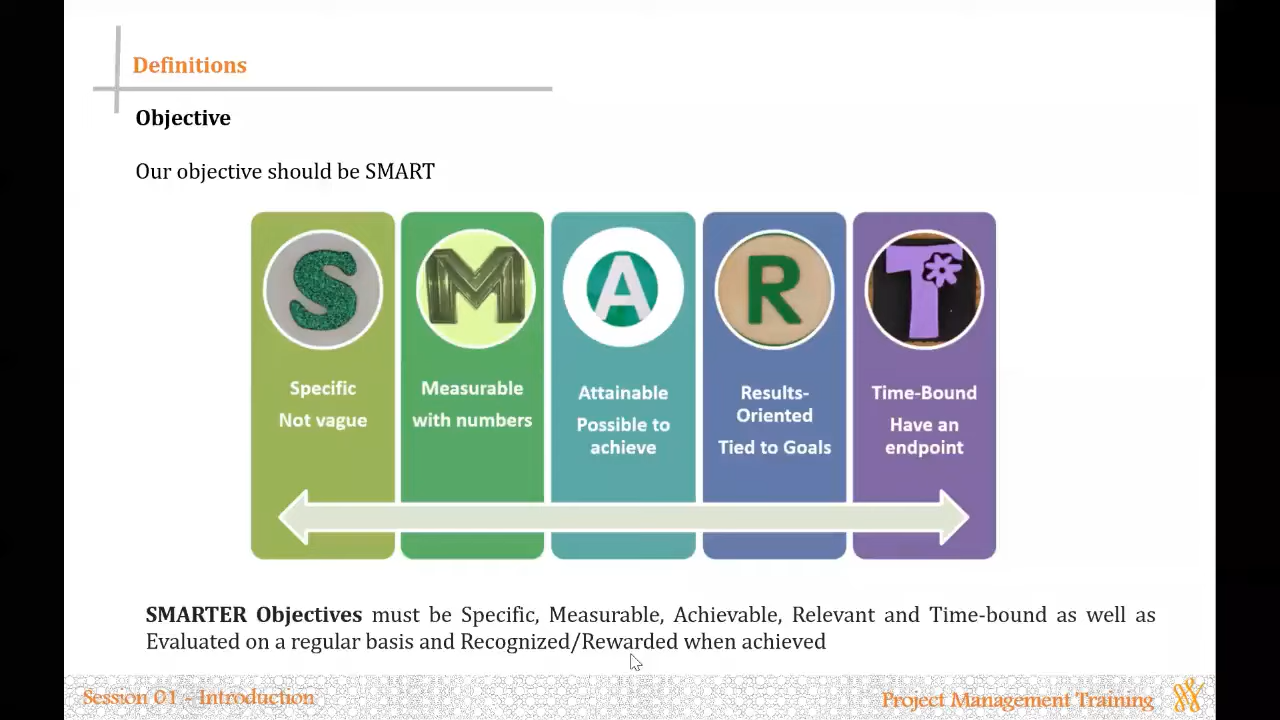 Definitions
Objective
Our objective should be SMART
S M A R T
Specific
Not vague
Measurable
with numbers
Attainable
Possible to
achieve
Results-
Oriented
Tied to Goals
Time-Bound
Have an
endpoint
SMARTER Objectives must be Specific, Measurable, Achievable, Relevant and Time-bound as well as
Evaluated on a regular basis and Recognized/Rewarded when achieved
Session 01 - Introduction
Project Management Training